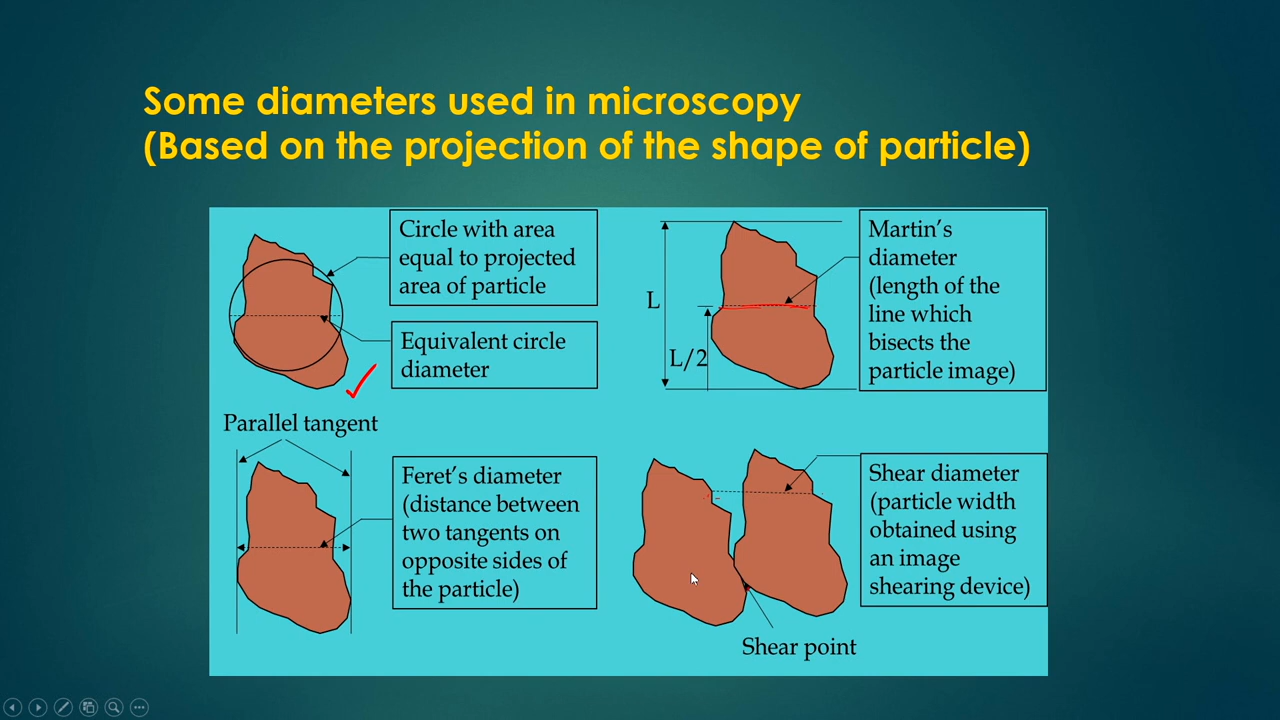 Some diameters used in microscopy
(Based on the projection of the shape of particle)
Circle with area
equal to projected
area of particle
Equivalent circle
diameter
L
L/2
Martin’s
diameter
(length of the
line which
bisects the
particle image)
Parallel tangent
Feret’s diameter
(distance between
two tangents on
opposite sides of
the particle)
Shear diameter
(particle width
obtained using
an image
shearing device)
Shear point